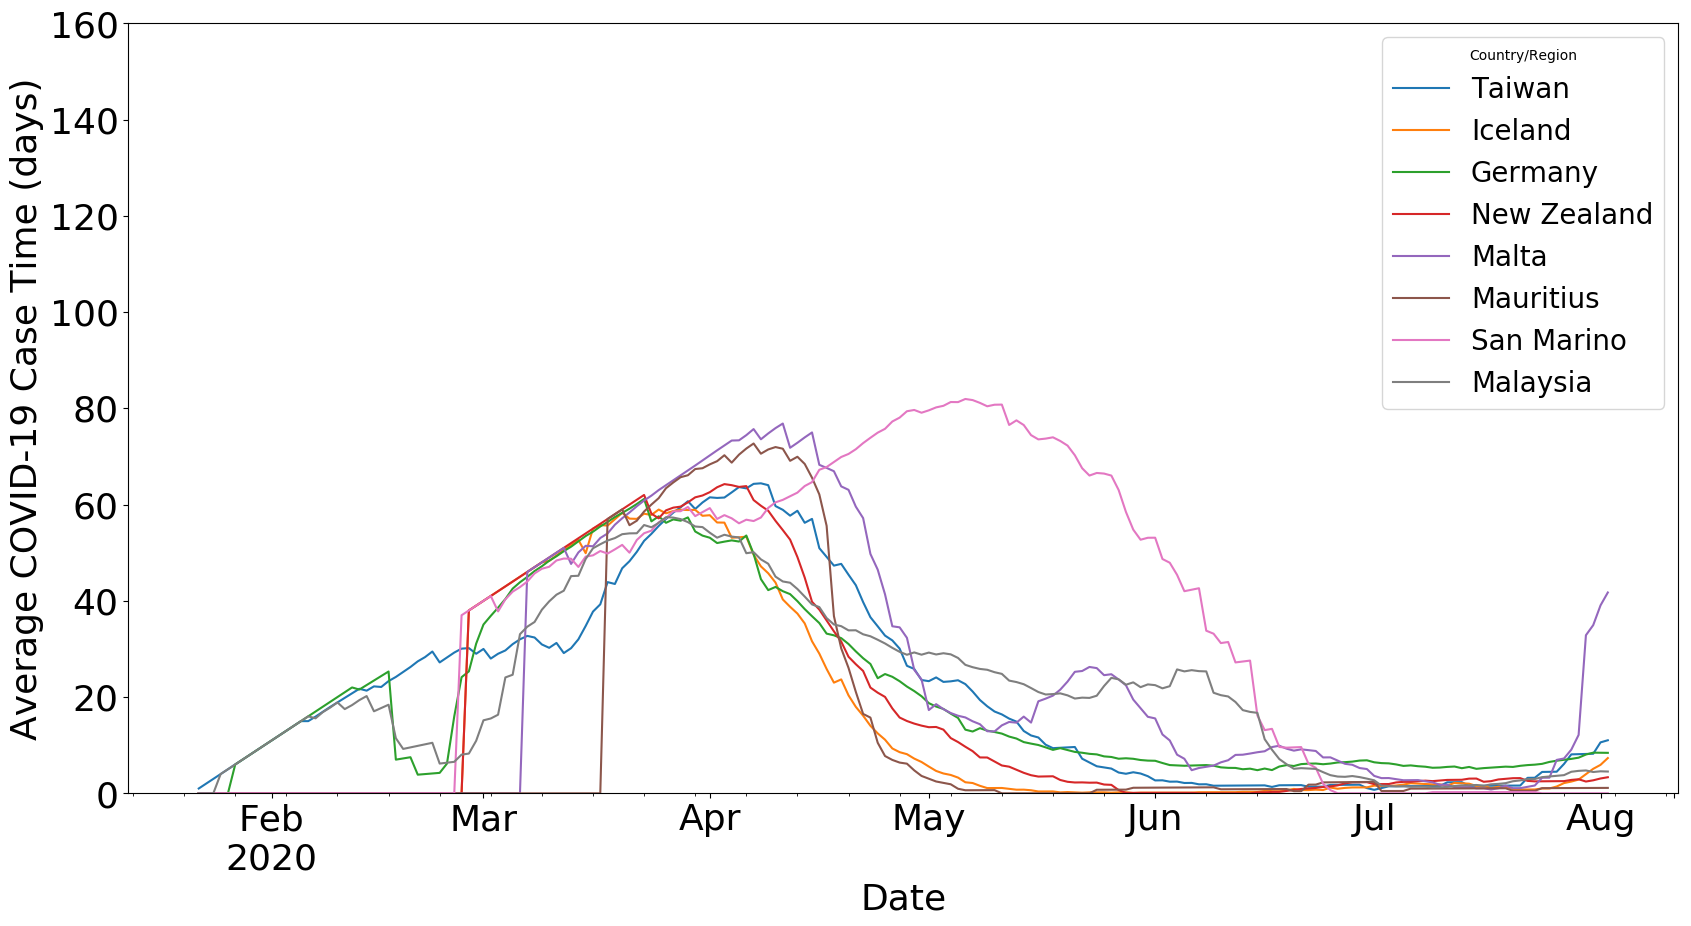 160
140
120
100
80
60
40
20
0
Average COVID-19 Case Time (days)
Country/Region
Taiwan
Iceland
Germany
New Zealand
Malta
Mauritius
San Marino
Malaysia
Feb
2020
Mar
Apr
May
Jun
Jul
Aug
Date